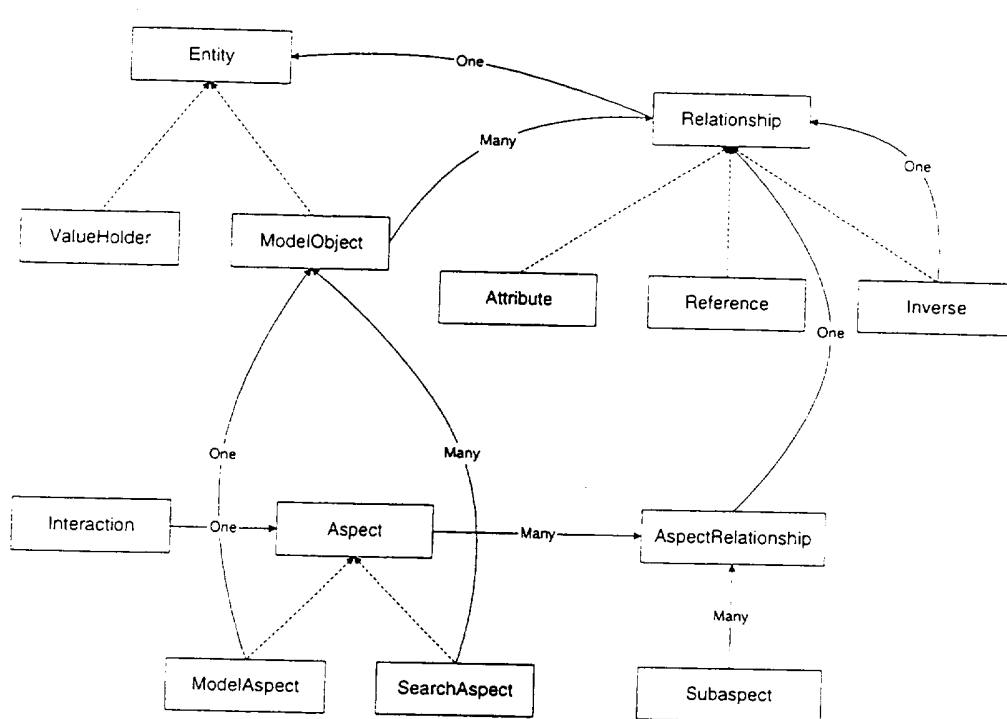 Entity
One
Relationship
Many
One
ValueHolder
ModelObject
Attribute
Reference
Inverse
One
One
Many
Interaction
One
Aspect
Many
AspectRelationship
Many
ModelAspect
SearchAspect
Subaspect